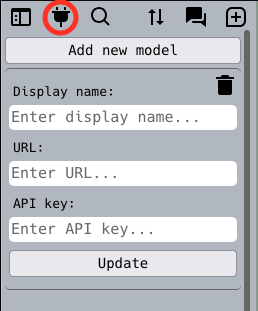 Add new model
Display name:
Enter display name...
URL:
Enter URL...
API key:
Enter API key...
Update